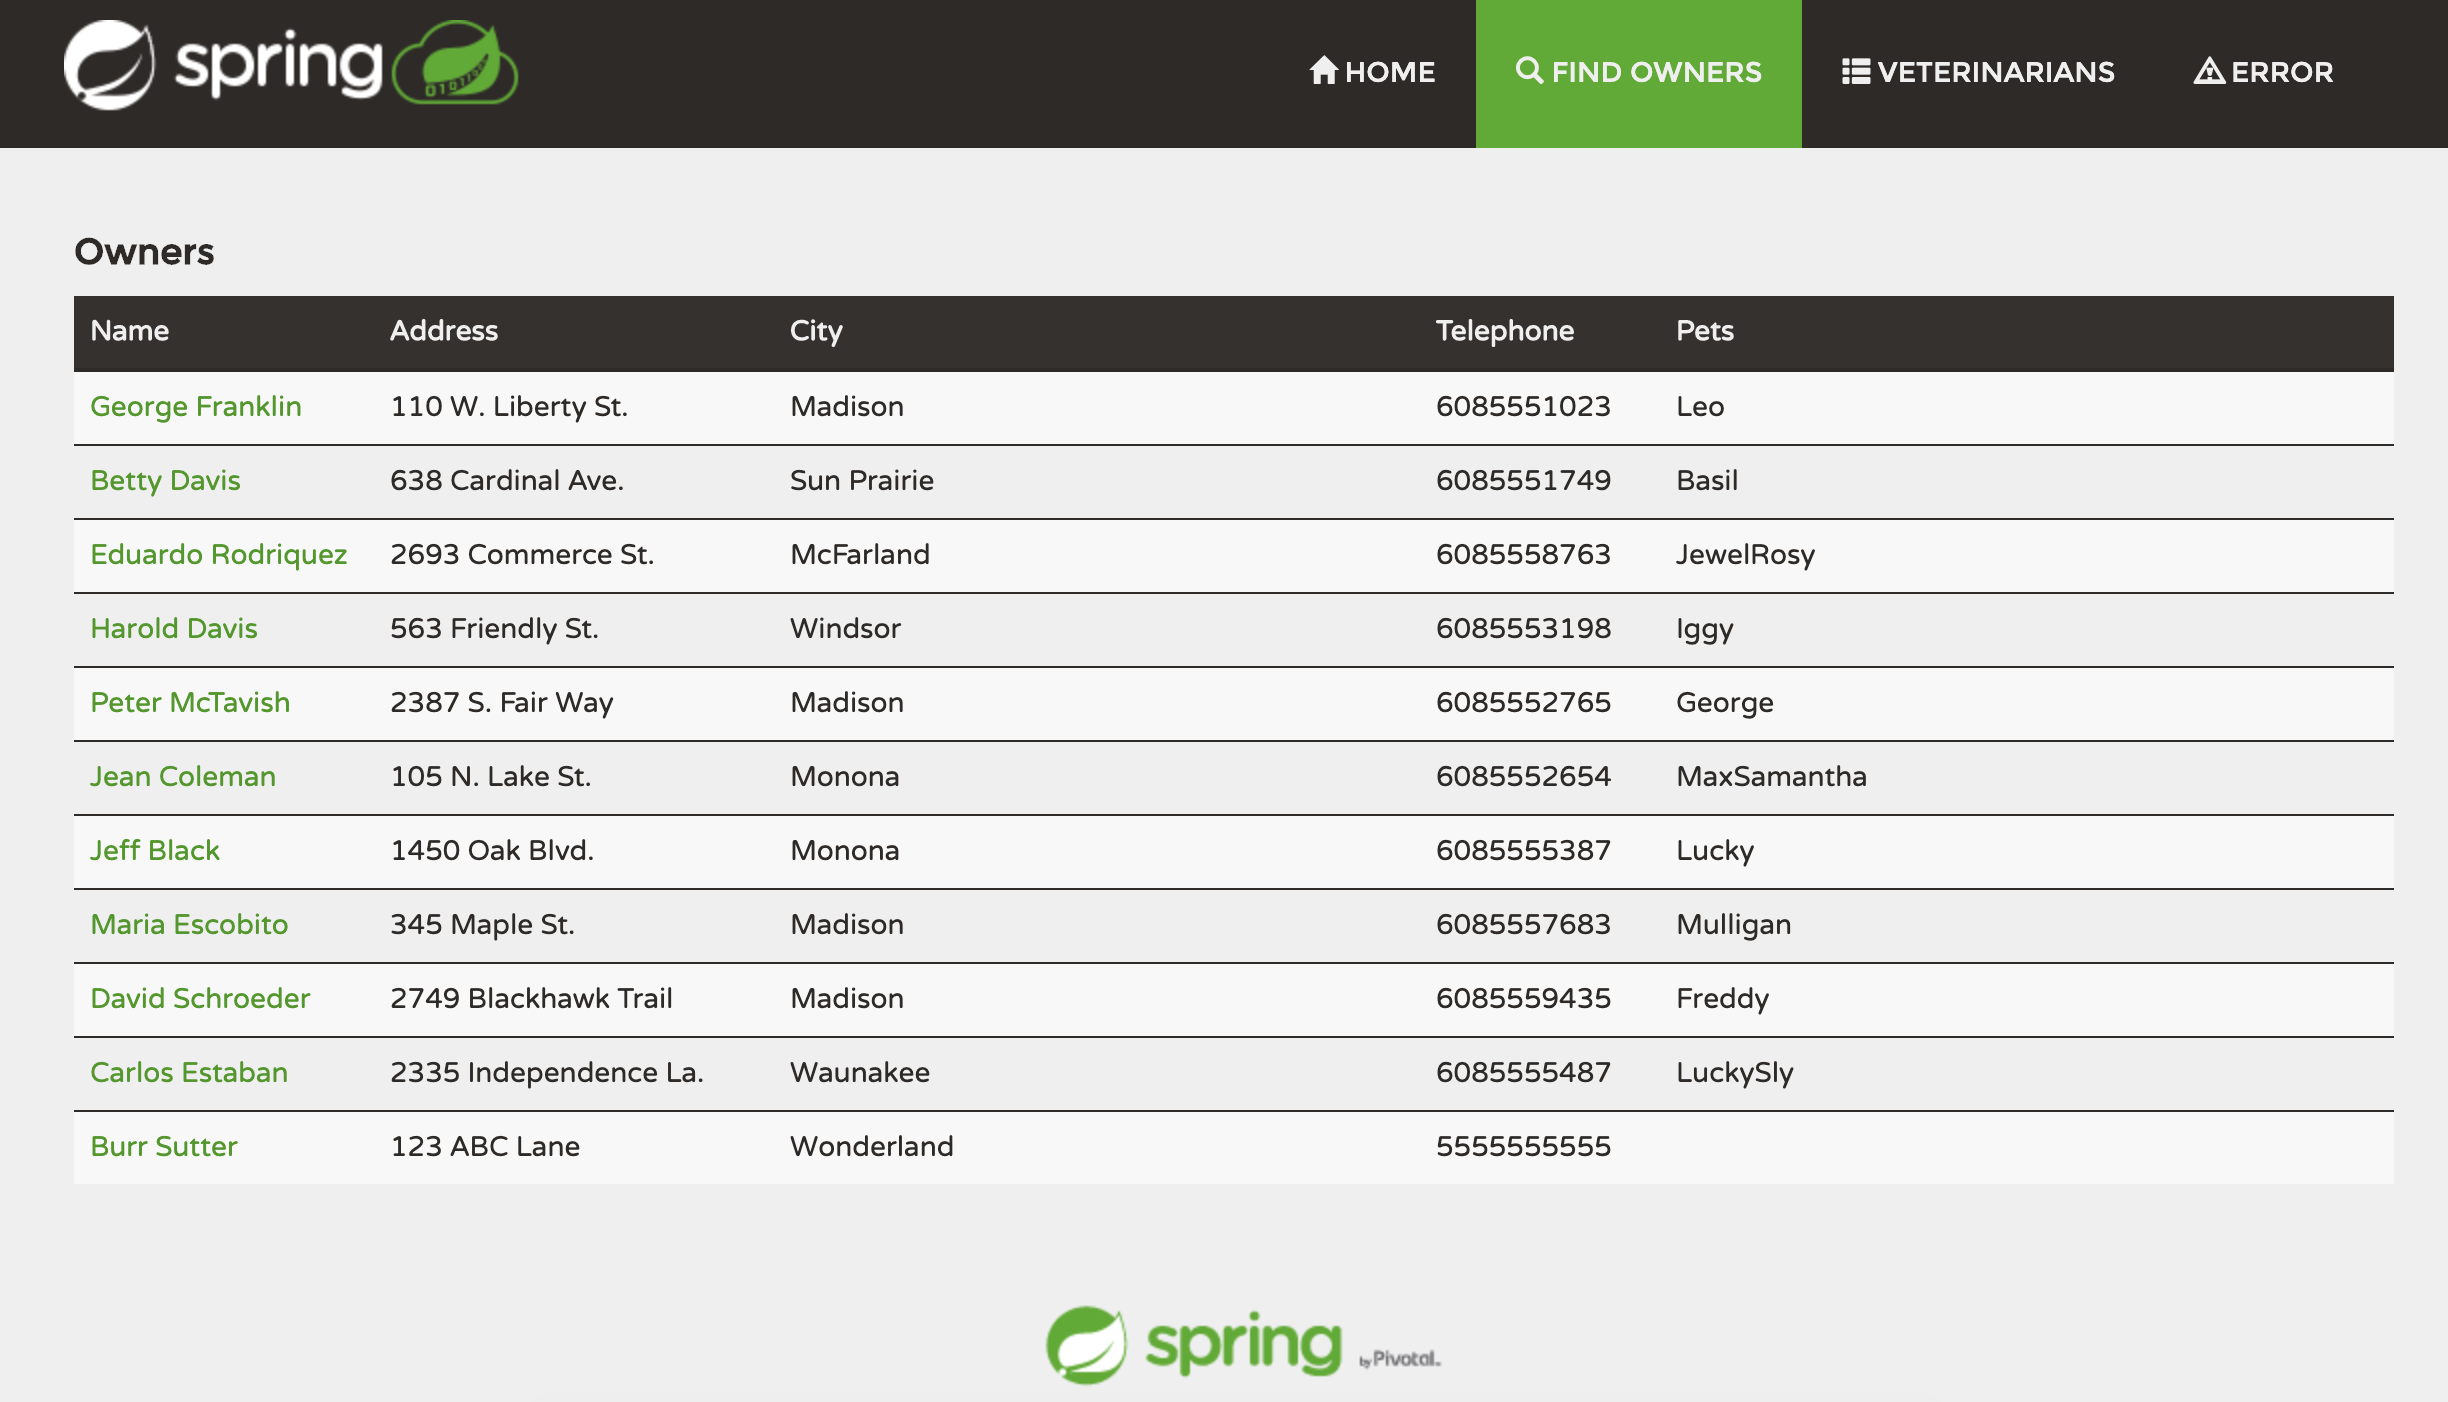 spring
HOME FIND OWNERS VETERINARIANS ERROR
Owners
Name Address City Telephone Pets
George Franklin 110 W. Liberty St. Madison 6085551023 Leo
Betty Davis 638 Cardinal Ave. Sun Prairie 6085551749 Basil
Eduardo Rodriquez 2693 Commerce St. McFarland 6085558763 JewelRosy
Harold Davis 563 Friendly St. Windsor 6085553198 Iggy
Peter McTavish 2387 S. Fair Way Madison 6085552765 George
Jean Coleman 105 N. Lake St. Monona 6085552654 MaxSamantha
Jeff Black 1450 Oak Blvd. Monona 6085555387 Lucky
Maria Escobito 345 Maple St. Madison 6085557683 Mulligan
David Schroeder 2749 Blackhawk Trail Madison 6085559435 Freddy
Carlos Estaban 2335 Independence La. Waunakee 6085555487 LuckySly
Burr Sutter 123 ABC Lane Wonderland 5555555555
spring by Pivotal